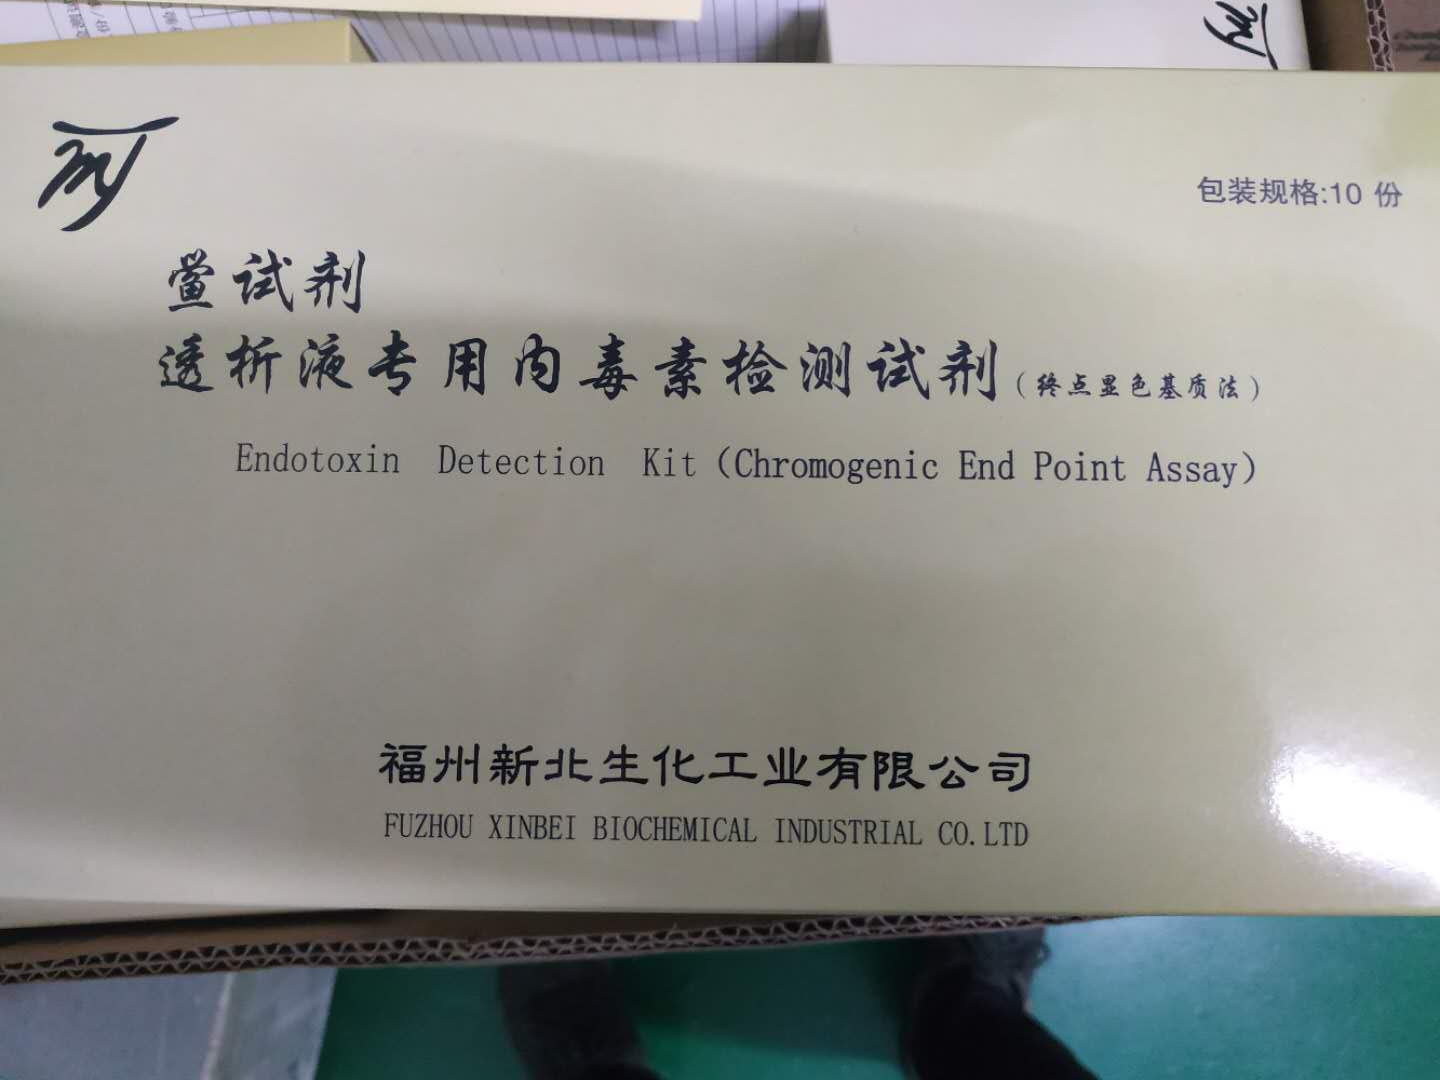 包装规格:10 份
鲎试剂
透析液专用内毒素检测试剂(终点显色基质法)
Endotoxin Detection Kit (Chromogenic End Point Assay)
福州新北生化工业有限公司
FUZHOU XINBEI BIOCHEMICAL INDUSTRIAL CO.LTD